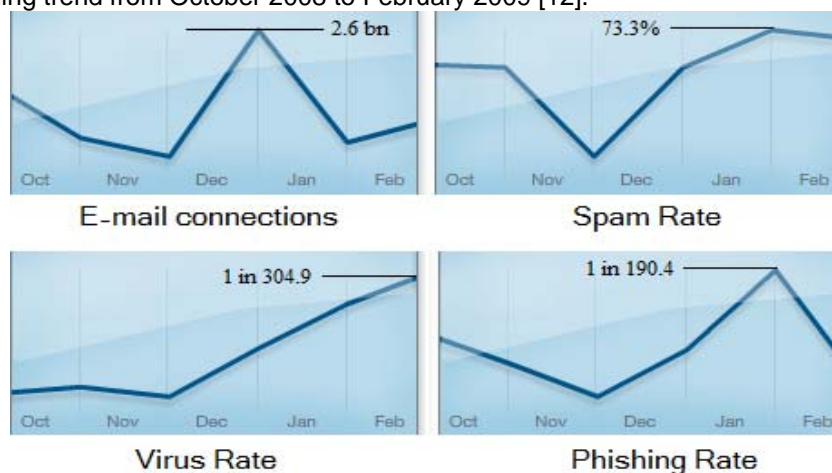 ing trend from October 2008 to February 2009 [12].
2.6 bn
73.3%
Oct Nov Dec Jan Feb
Oct Nov Dec Jan Feb
E-mail connections
Spam Rate
1 in 304.9
1 in 190.4
Oct Nov Dec Jan Feb
Oct Nov Dec Jan Feb
Virus Rate
Phishing Rate